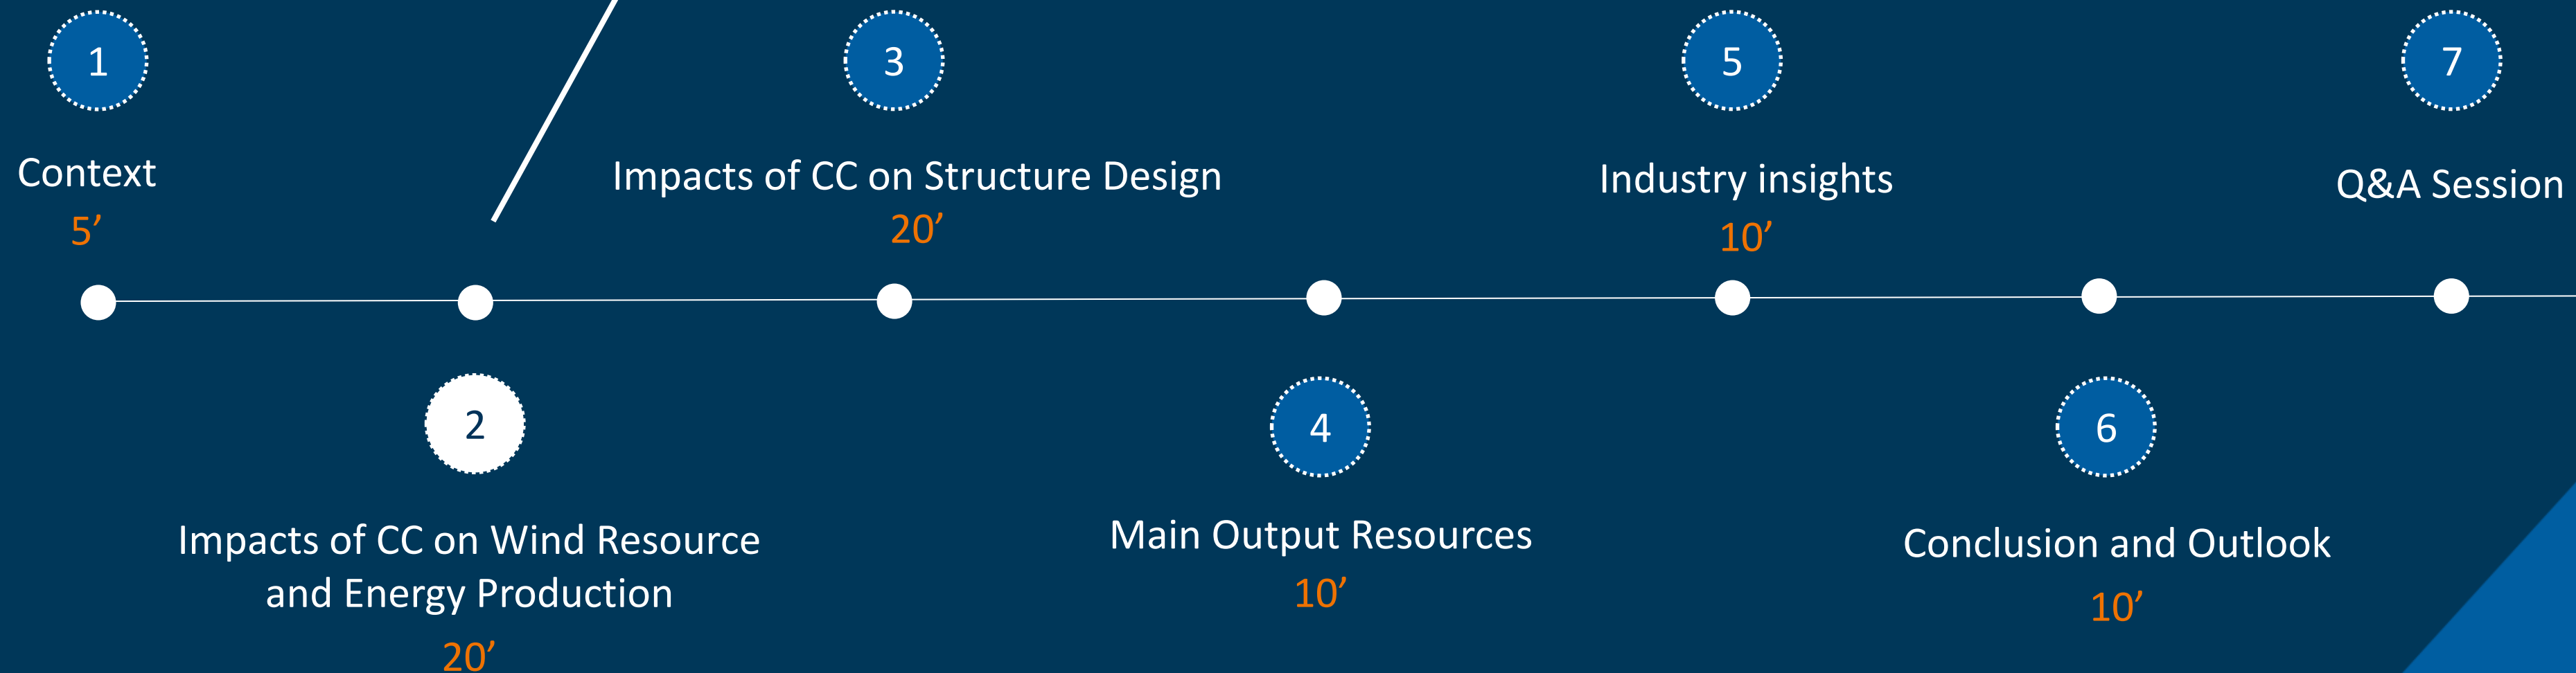 1
Context
5’
2
Impacts of CC on Wind Resource
and Energy Production
20’
3
Impacts of CC on Structure Design
20’
4
Main Output Resources
10’
5
Industry insights
10’
6
Conclusion and Outlook
10’
7
Q&A Session